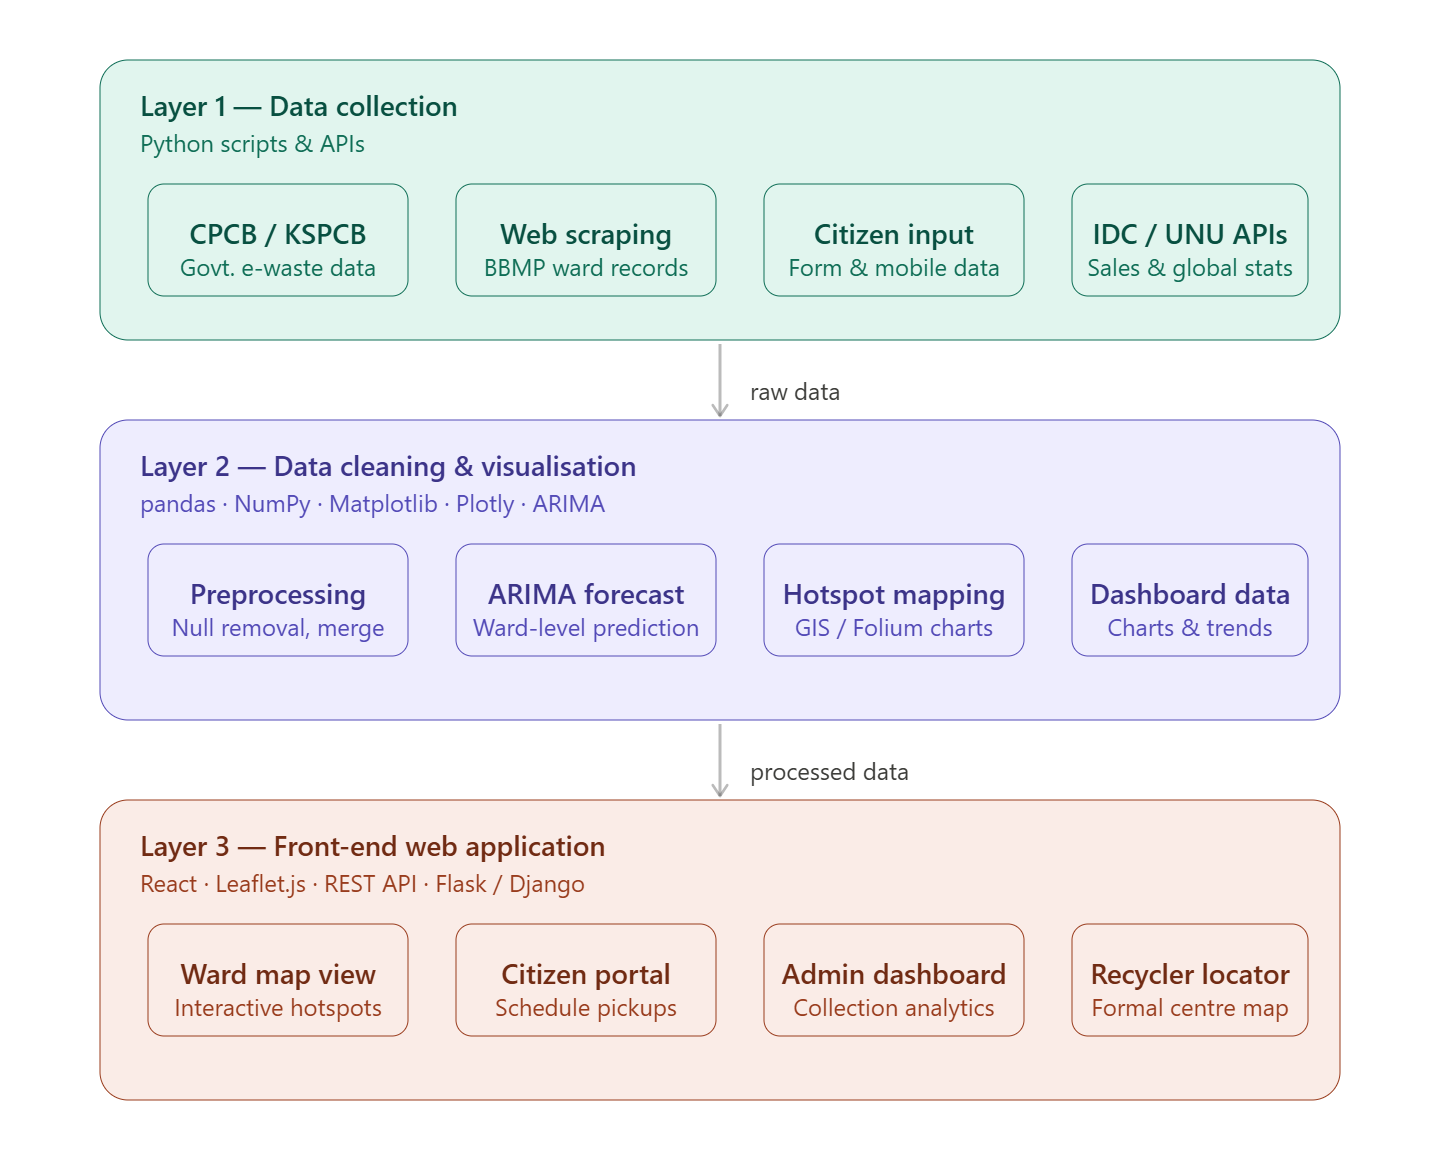 Layer 1 — Data collection
Python scripts & APIs
CPCB / KSPCB
Govt. e-waste data
Web scraping
BBMP ward records
Citizen input
Form & mobile data
IDC / UNU APIs
Sales & global stats
raw data
Layer 2 — Data cleaning & visualisation
pandas · NumPy · Matplotlib · Plotly · ARIMA
Preprocessing
Null removal, merge
ARIMA forecast
Ward-level prediction
Hotspot mapping
GIS / Folium charts
Dashboard data
Charts & trends
processed data
Layer 3 — Front-end web application
React · Leaflet.js · REST API · Flask / Django
Ward map view
Interactive hotspots
Citizen portal
Schedule pickups
Admin dashboard
Collection analytics
Recycler locator
Formal centre map